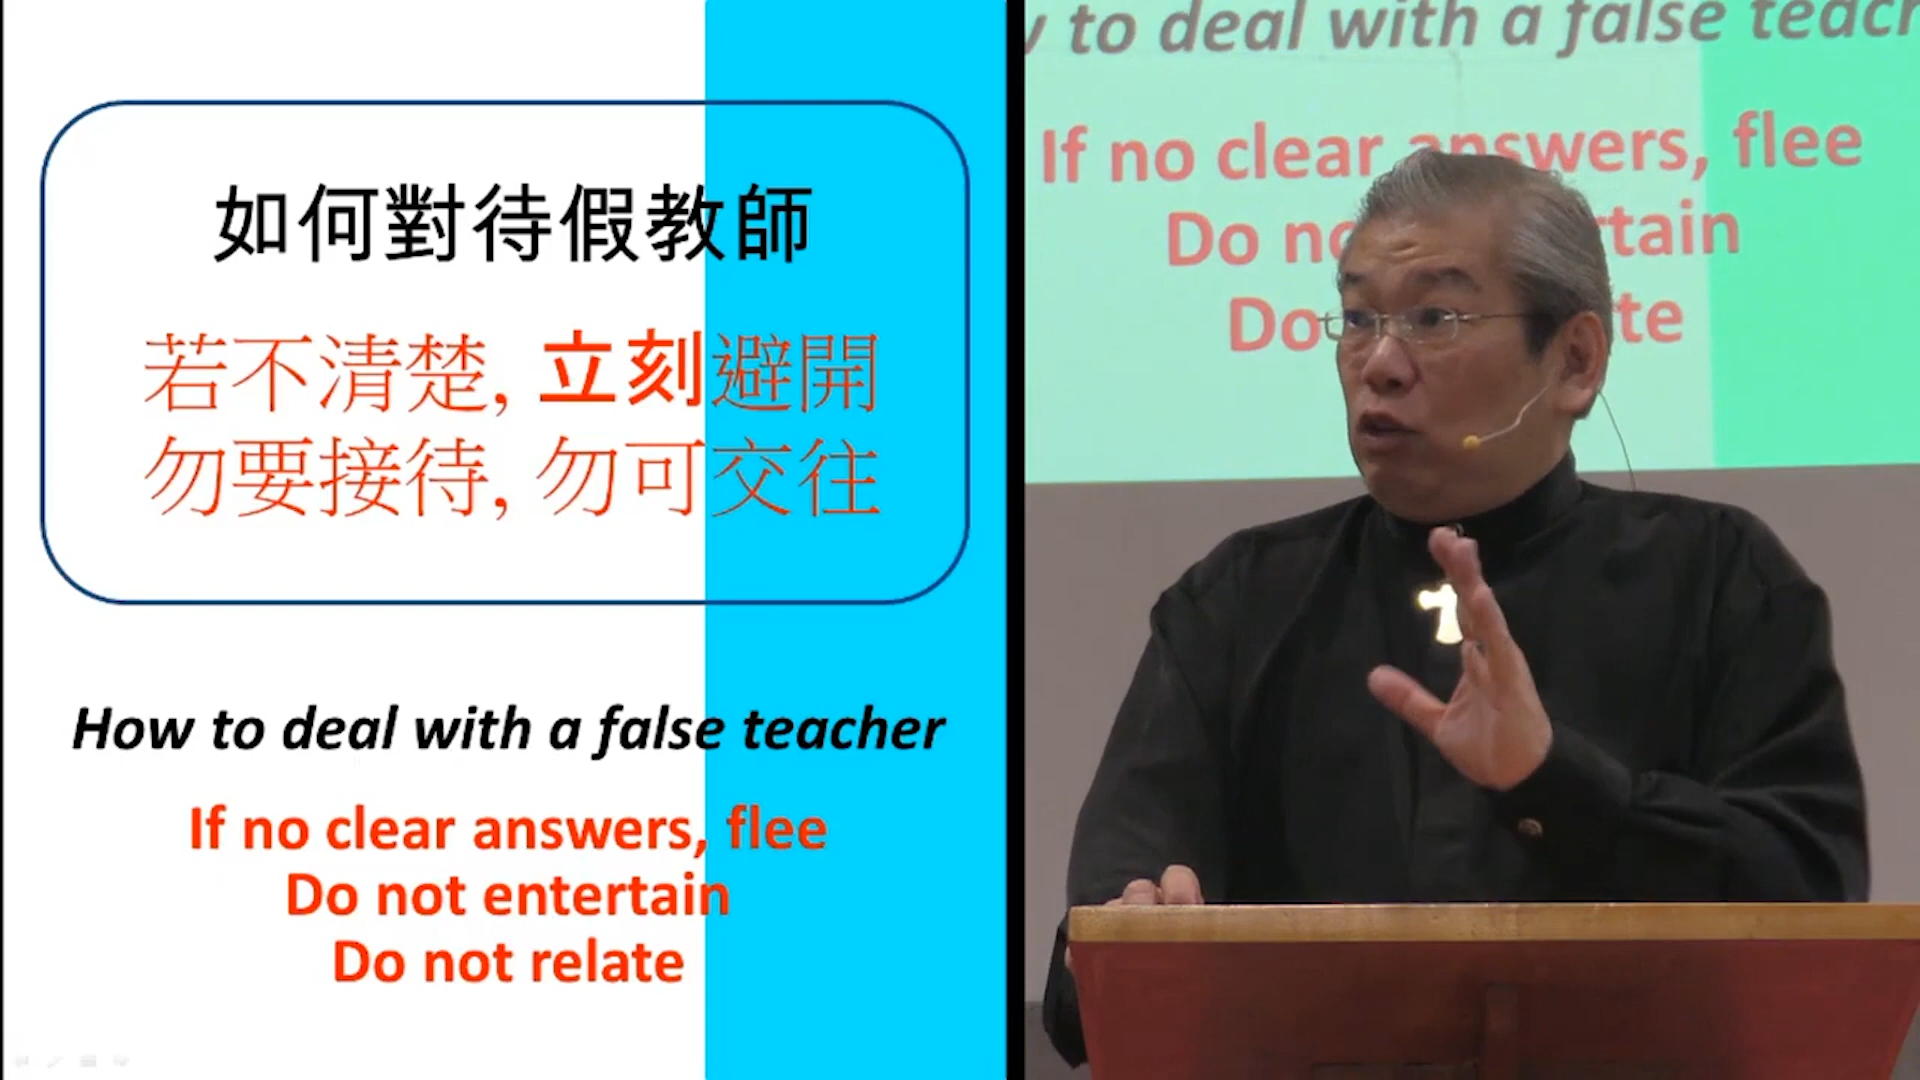 如何對待假教師
若不清楚, 立刻避開
勿要接待, 勿可交往
How to deal with a false teacher
If no clear answers, flee
Do not entertain
Do not relate
to deal with a false
If no clear answers, flee
Do
Do